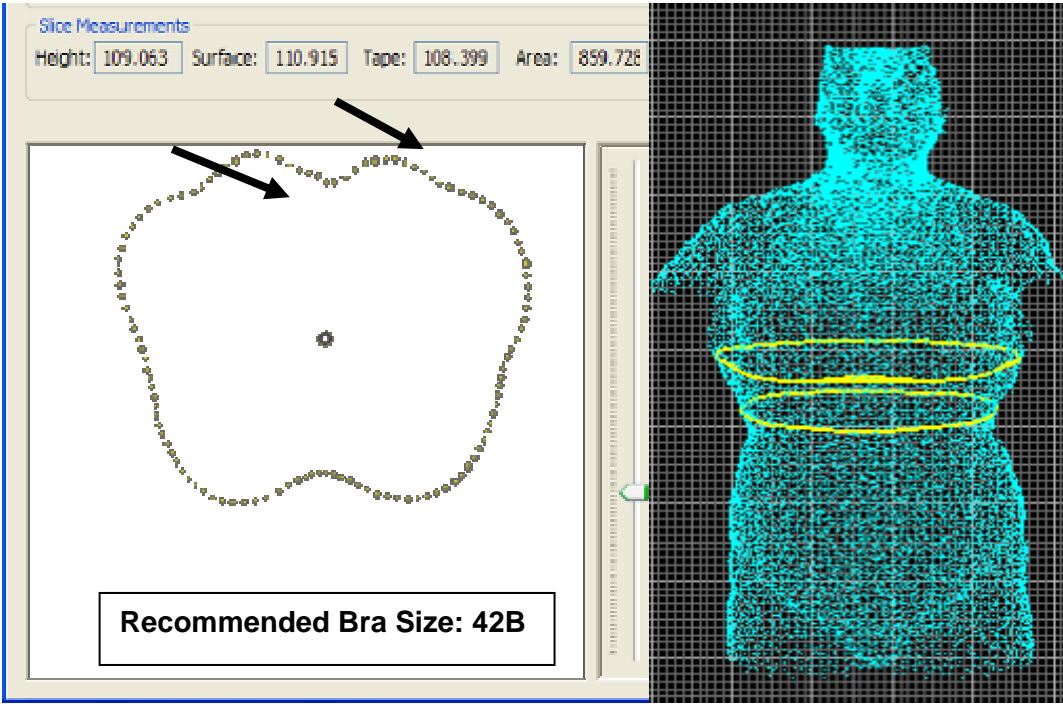 Slice Measurements
Height: 109.063 Surface: 110.915 Tape: 108.399 Area: 859.728
Recommended Bra Size: 42B